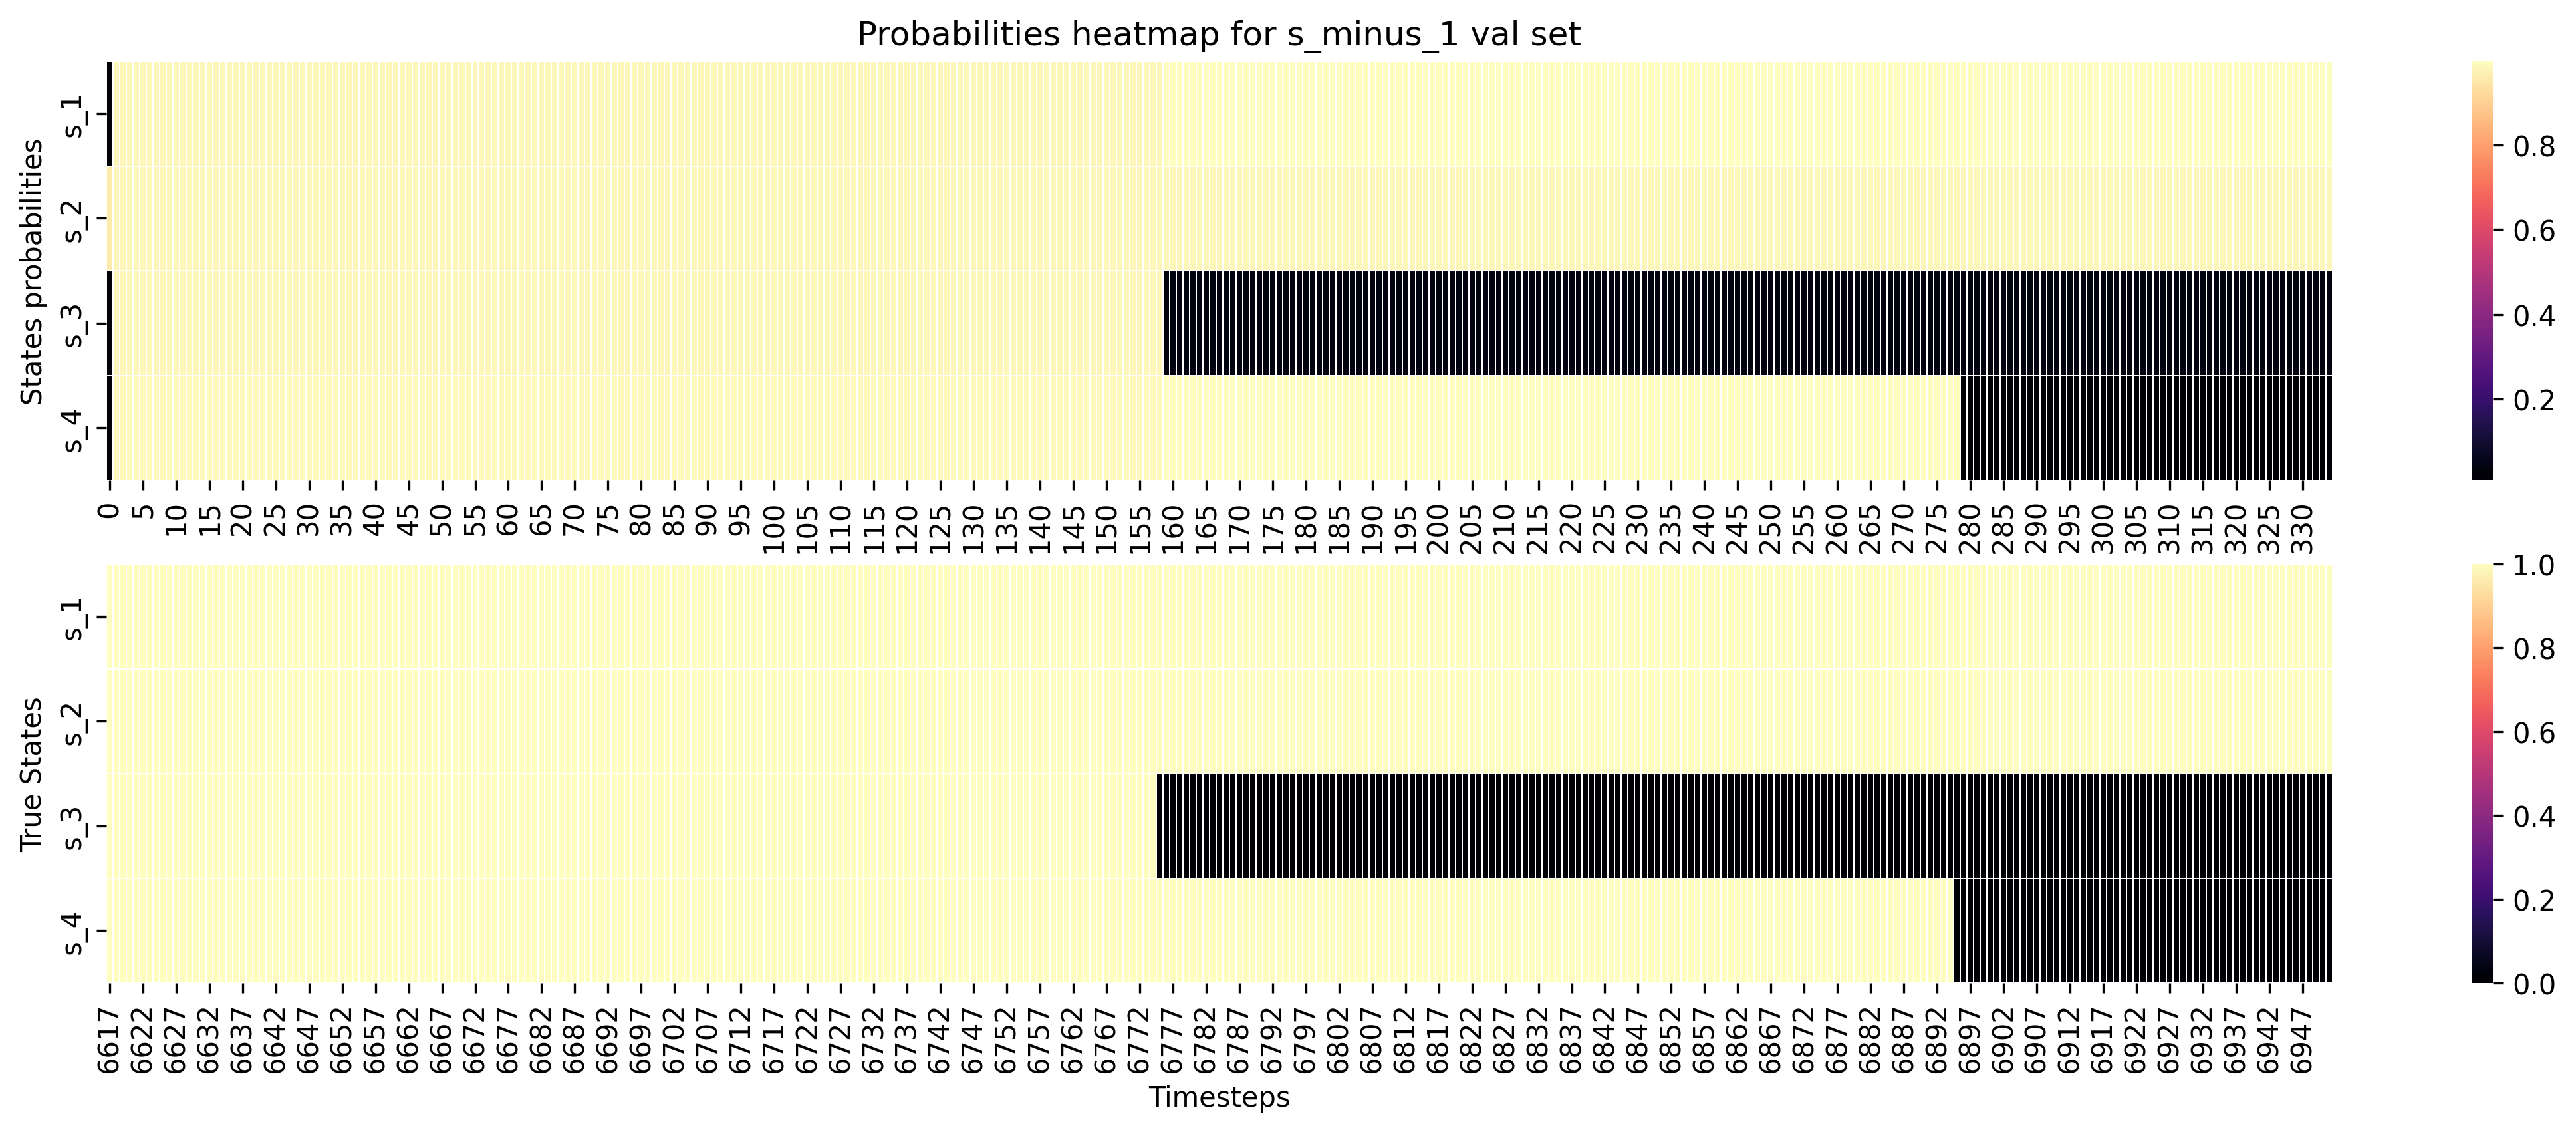 Probabilities heatmap for s_minus_1 val set
States probabilities
s_1
s_2
s_3
s_4
0 5 10 15 20 25 30 35 40 45 50 55 60 65 70 75 80 85 90 95 100 105 110 115 120 125 130 135 140 145 150 155 160 165 170 175 180 185 190 195 200 205 210 215 220 225 230 235 240 245 250 255 260 265 270 275 280 285 290 295 300 305 310 315 320 325 330
0.8
0.6
0.4
0.2
True States
s_1
s_2
s_3
s_4
6617 6622 6627 6632 6637 6642 6647 6652 6657 6662 6667 6672 6677 6682 6687 6692 6697 6702 6707 6712 6717 6722 6727 6732 6737 6742 6747 6752 6757 6762 6767 6772 6777 6782 6787 6792 6797 6802 6807 6812 6817 6822 6827 6832 6837 6842 6847 6852 6857 6862 6867 6872 6877 6882 6887 6892 6897 6902 6907 6912 6917 6922 6927 6932 6937 6942 6947
Timesteps
1.0
0.8
0.6
0.4
0.2
0.0